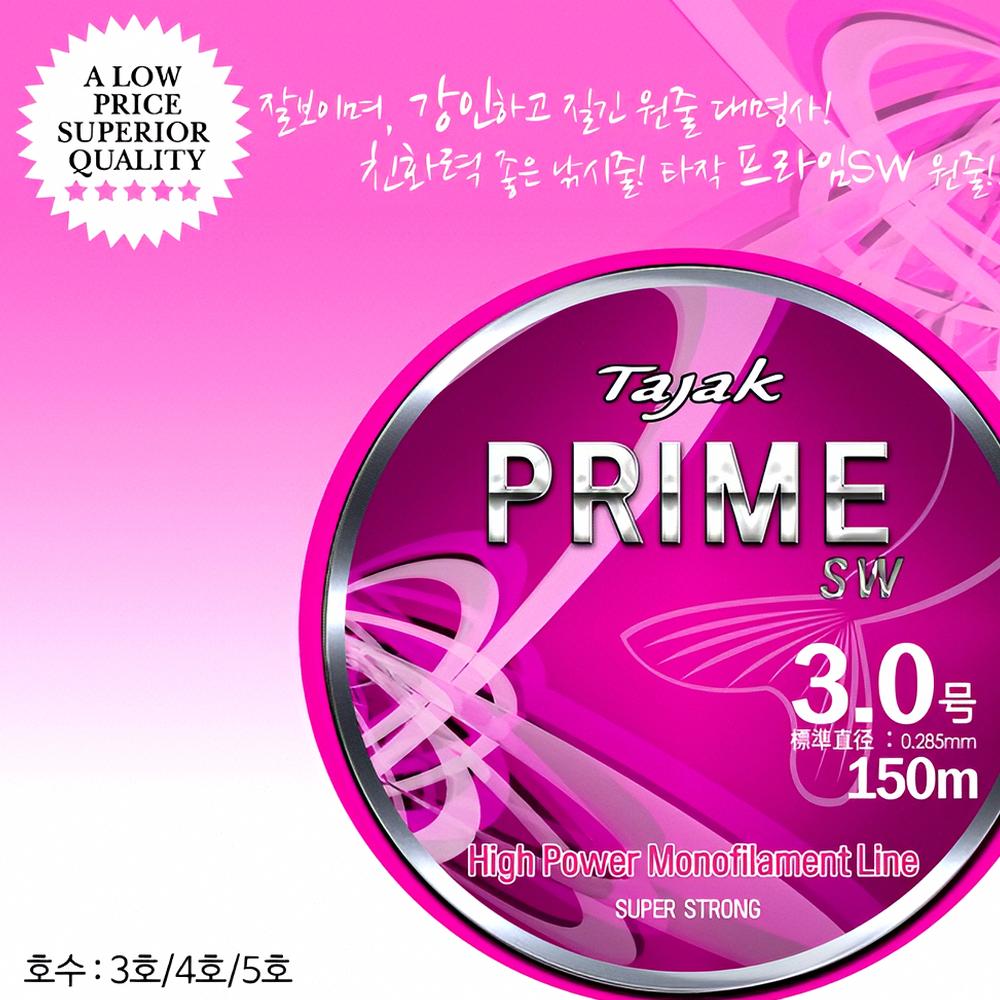 A LOW
PRICE
SUPERIOR
QUALITY
잘보이며, 강인하고 질긴 원줄 대명사!
친화력 좋은 낚시줄! 타작 프라임SW 원줄!
Tajak
PRIME
SW
3.0号
標準直径 : 0.285mm
150m
High Power Monofilament Line
SUPER STRONG
호수 : 3호/4호/5호